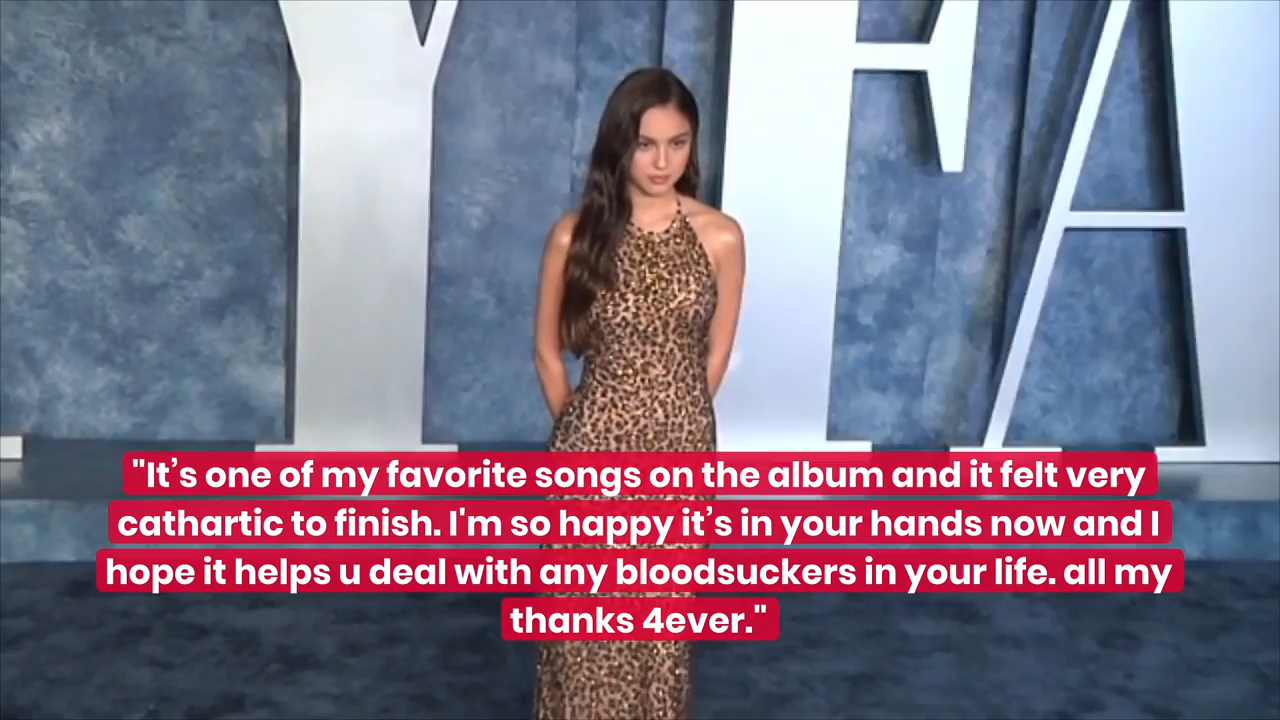 Y FA
"It’s one of my favorite songs on the album and it felt very
cathartic to finish. I'm so happy it’s in your hands now and I
hope it helps u deal with any bloodsuckers in your life. all my
thanks 4ever."